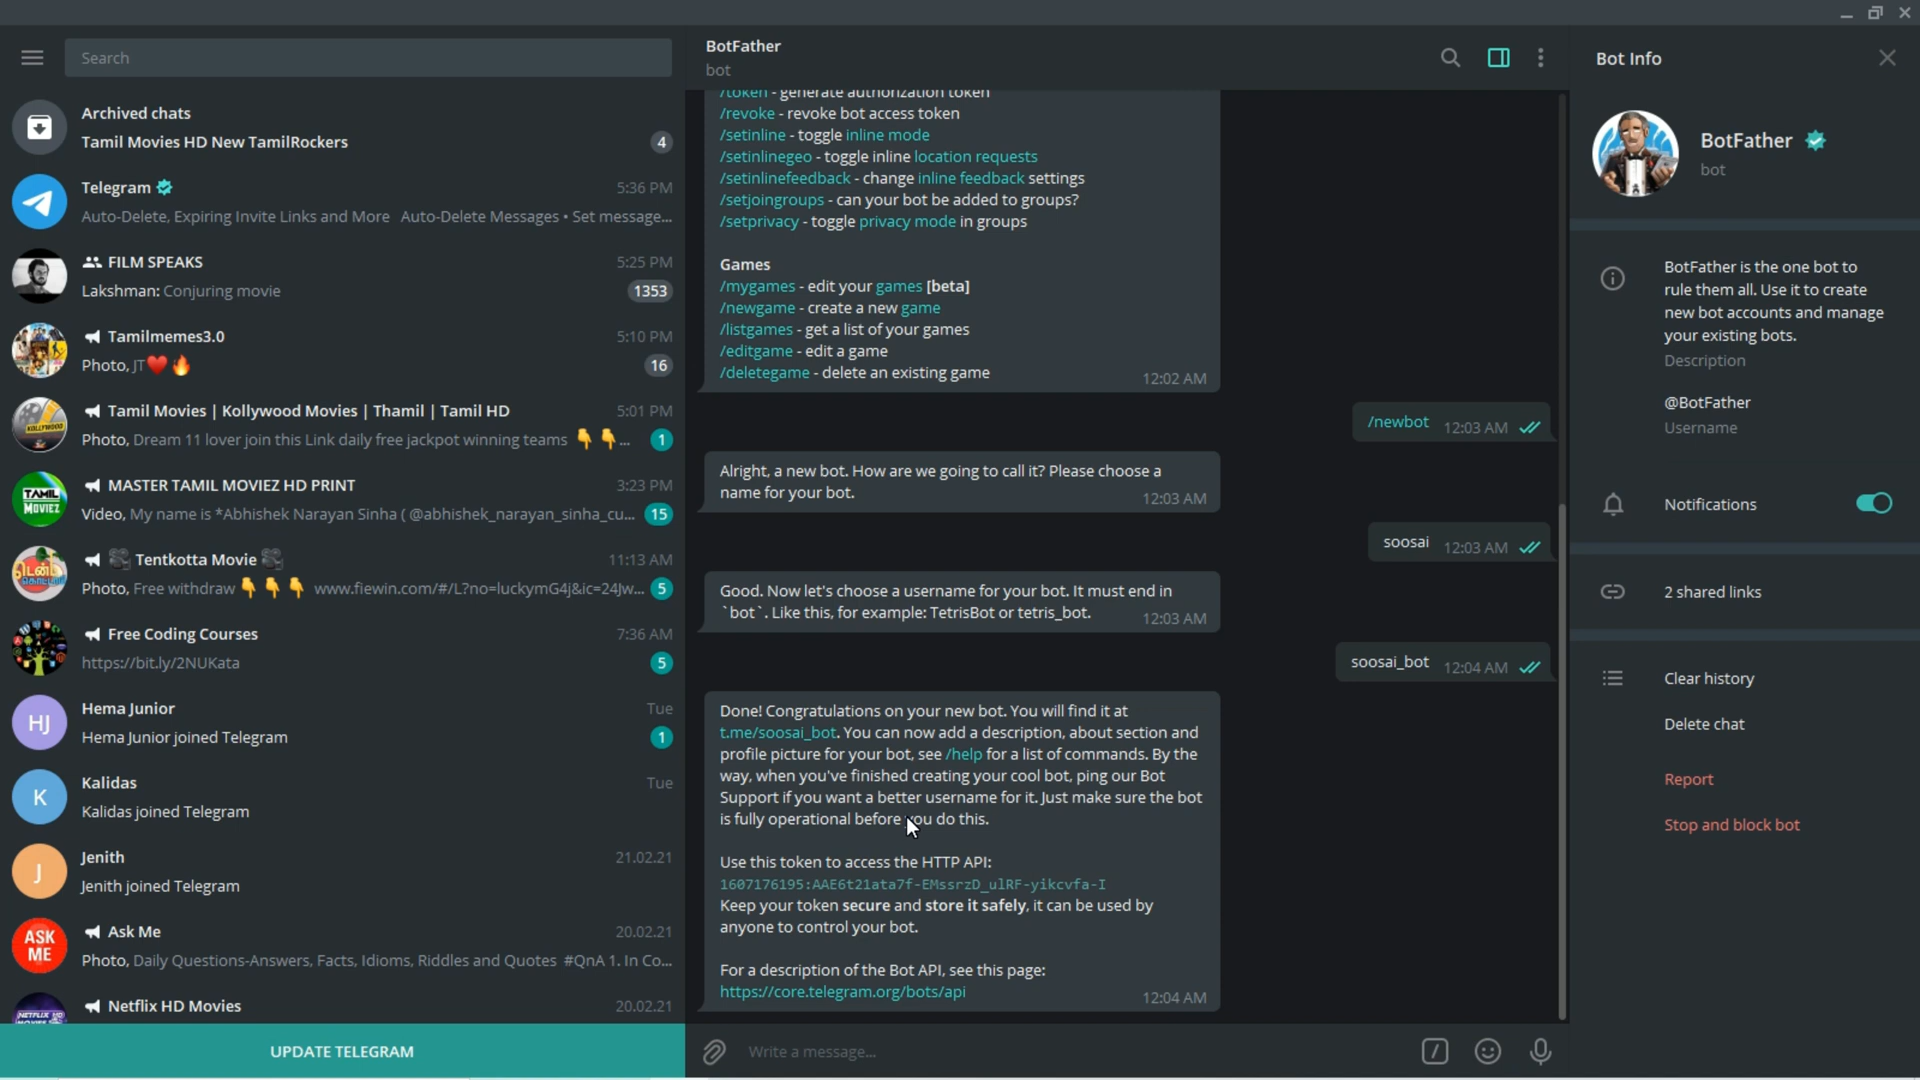 Search
Archived chats
Tamil Movies HD New TamilRockers 4
Telegram 5:36 PM
Auto-Delete, Expiring Invite Links and More Auto-Delete Messages • Set message...
FILM SPEAKS 5:25 PM
Lakshman: Conjuring movie 1353
Tamilmemes3.0 5:10 PM
Photo, JT❤️🔥 16
Tamil Movies | Kollywood Movies | Thamil | Tamil HD 5:01 PM
Photo, Dream 11 lover join this Link daily free jackpot winning teams 👇 👇... 1
TAMIL
MOVIEZ
MASTER TAMIL MOVIEZ HD PRINT 3:23 PM
Video, My name is *Abhishek Narayan Sinha ( @abhishek_narayan_sinha_cu... 15
🎥 Tentkotta Movie 🎥 11:13 AM
Photo, Free withdraw 👇 👇 👇 www.fiewin.com/#/L?no=luckymG4j&ic=24Jw... 5
Free Coding Courses 7:36 AM
https://bit.ly/2NUKata 5
HJ
Hema Junior Tue
Hema Junior joined Telegram 1
K
Kalidas Tue
Kalidas joined Telegram
J
Jenith 21.02.21
Jenith joined Telegram
ASK
ME
Ask Me 20.02.21
Photo, Daily Questions-Answers, Facts, Idioms, Riddles and Quotes #QnA 1. In Co...
Netflix HD Movies 20.02.21
UPDATE TELEGRAM
BotFather
bot
/token - generate authorization token
/revoke - revoke bot access token
/setinline - toggle inline mode
/setinlinegeo - toggle inline location requests
/setinlinefeedback - change inline feedback settings
/setjoingroups - can your bot be added to groups?
/setprivacy - toggle privacy mode in groups
Games
/mygames - edit your games [beta]
/newgame - create a new game
/listgames - get a list of your games
/editgame - edit a game
/deletegame - delete an existing game 12:02 AM
/newbot 12:03 AM
Alright, a new bot. How are we going to call it? Please choose a
name for your bot. 12:03 AM
soosai 12:03 AM
Good. Now let's choose a username for your bot. It must end in
`bot`. Like this, for example: TetrisBot or tetris_bot. 12:03 AM
soosai_bot 12:04 AM
Done! Congratulations on your new bot. You will find it at
t.me/soosai_bot. You can now add a description, about section and
profile picture for your bot, see /help for a list of commands. By the
way, when you've finished creating your cool bot, ping our Bot
Support if you want a better username for it. Just make sure the bot
is fully operational before you do this.
Use this token to access the HTTP API:
1607176195:AAE6t21ata7f-EMssrzD_ulRF-yikcvfa-I
Keep your token secure and store it safely, it can be used by
anyone to control your bot.
For a description of the Bot API, see this page:
https://core.telegram.org/bots/api 12:04 AM
Write a message...
Bot Info
BotFather
bot
BotFather is the one bot to
rule them all. Use it to create
new bot accounts and manage
your existing bots.
Description
@BotFather
Username
Notifications
2 shared links
Clear history
Delete chat
Report
Stop and block bot